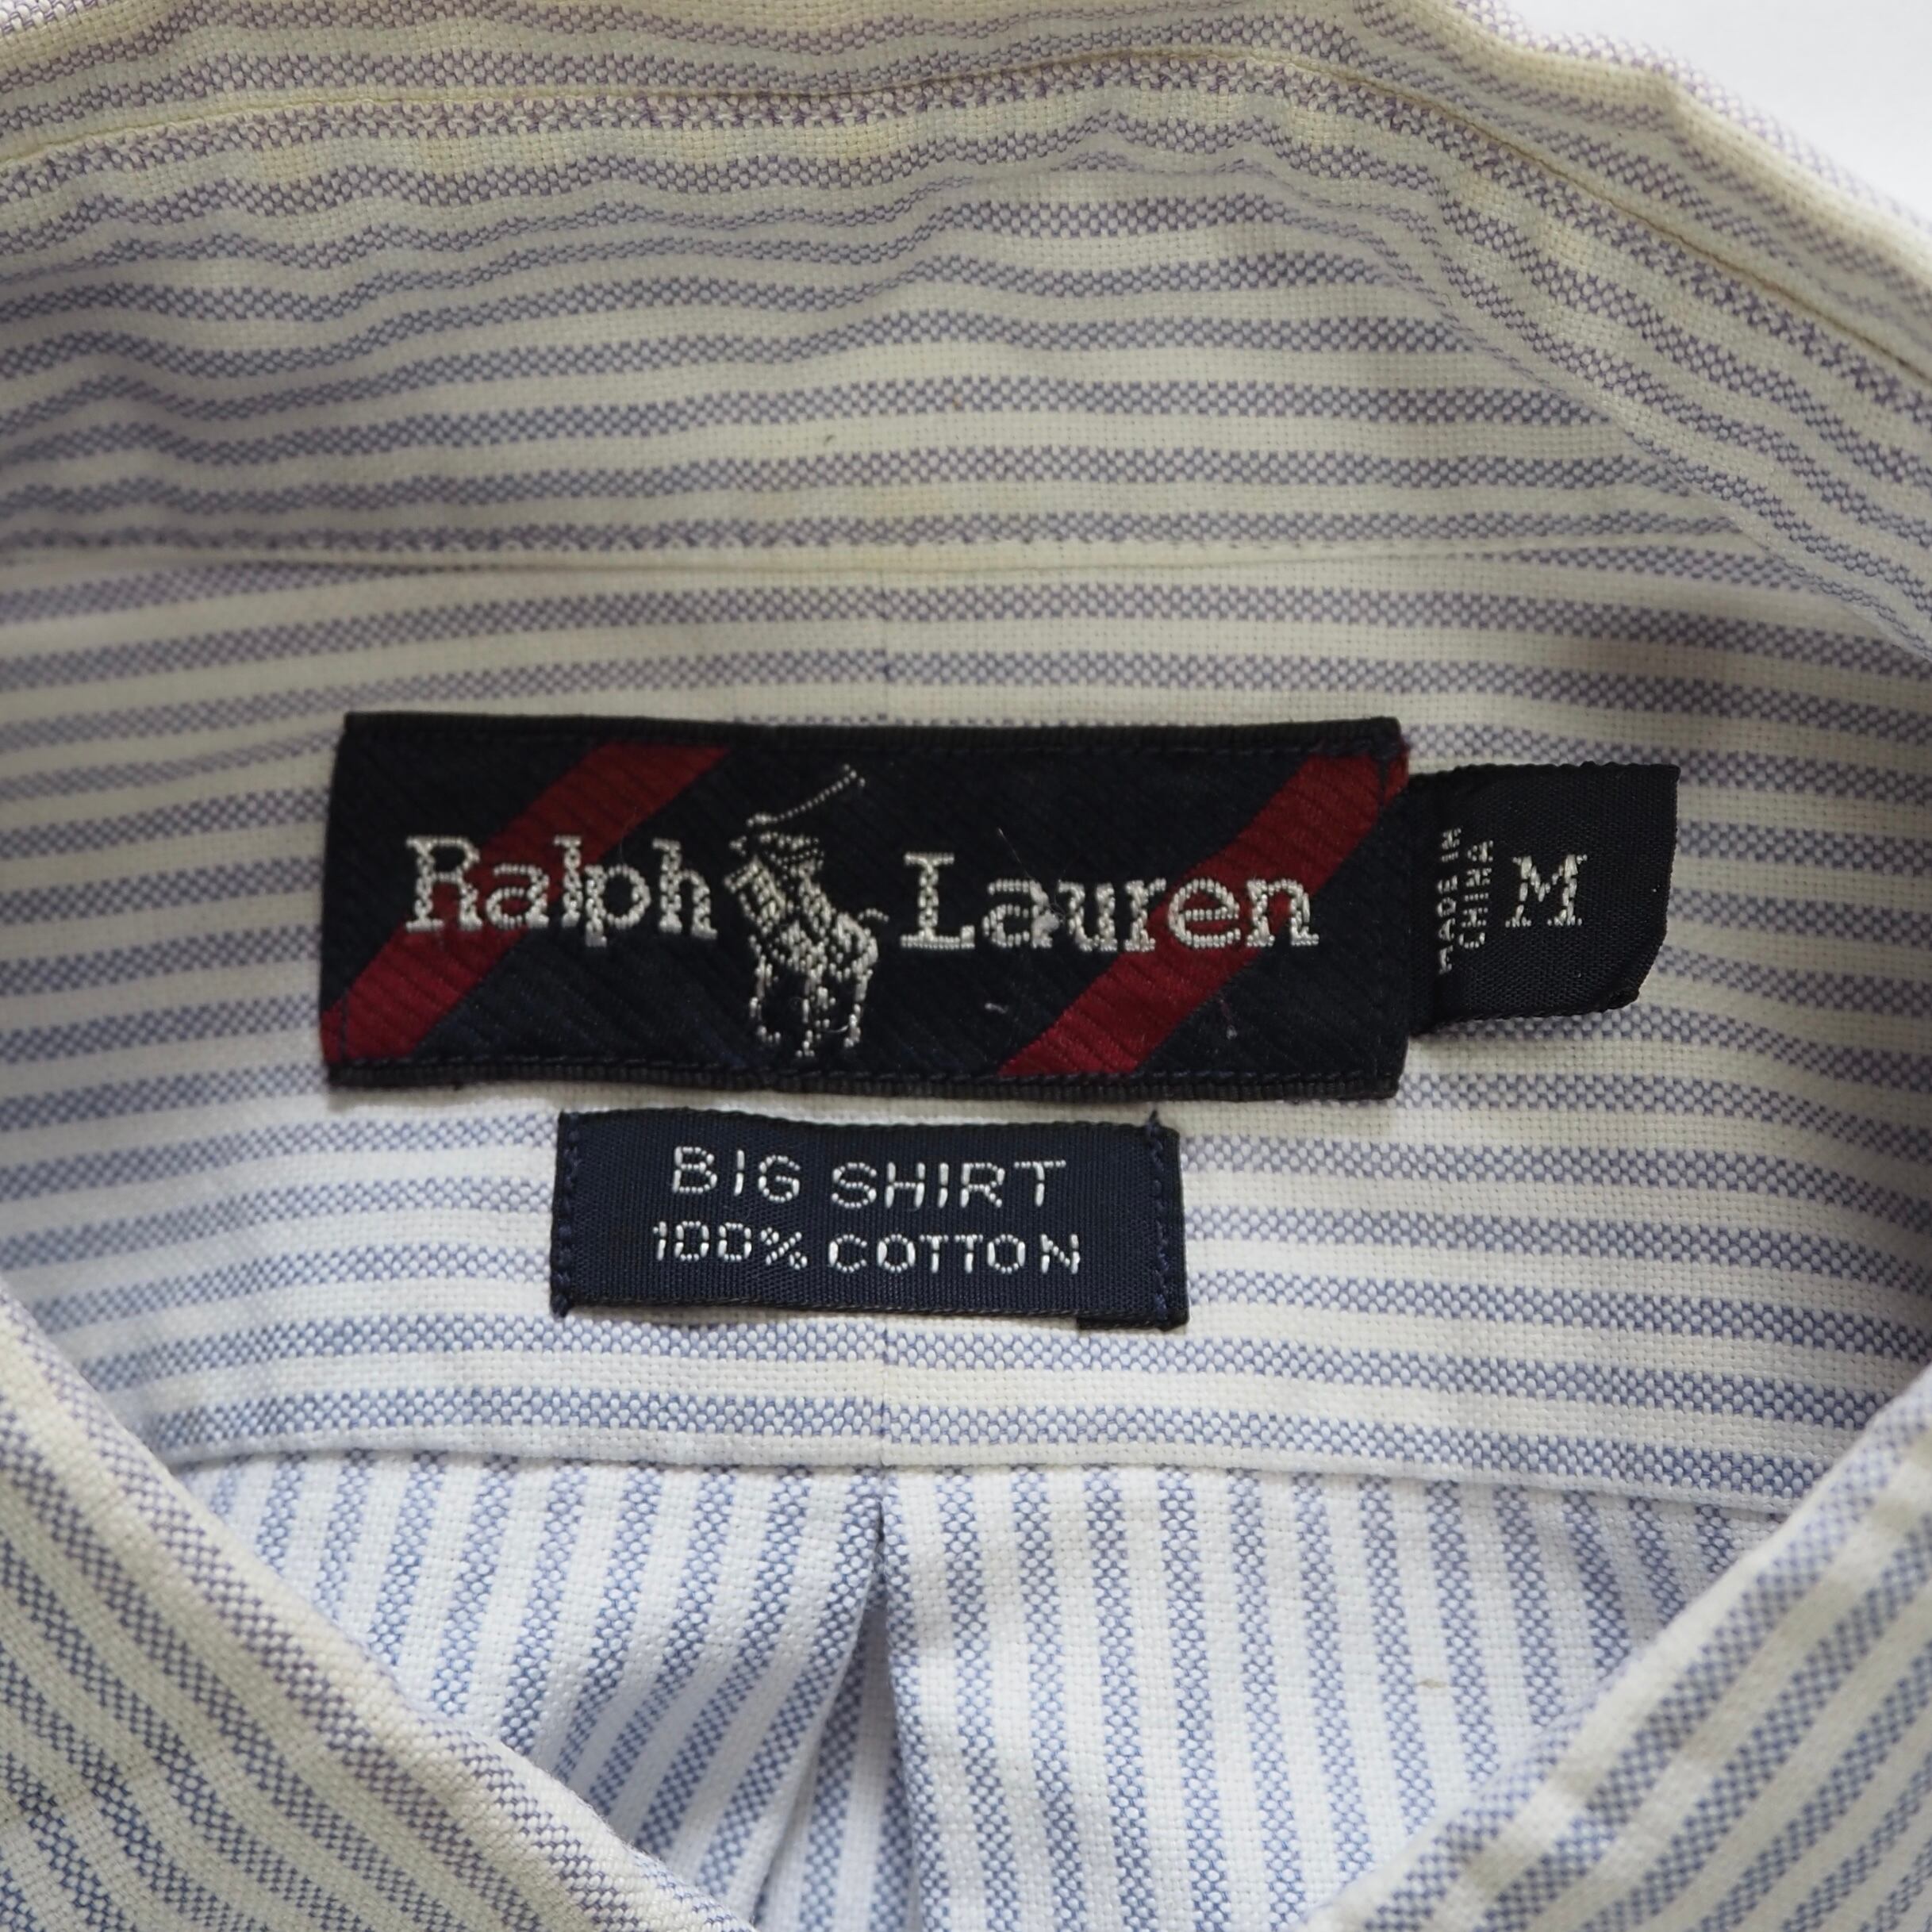 Ralph Lauren
MADE IN
CHINA
M
BIG SHIRT
100% COTTON